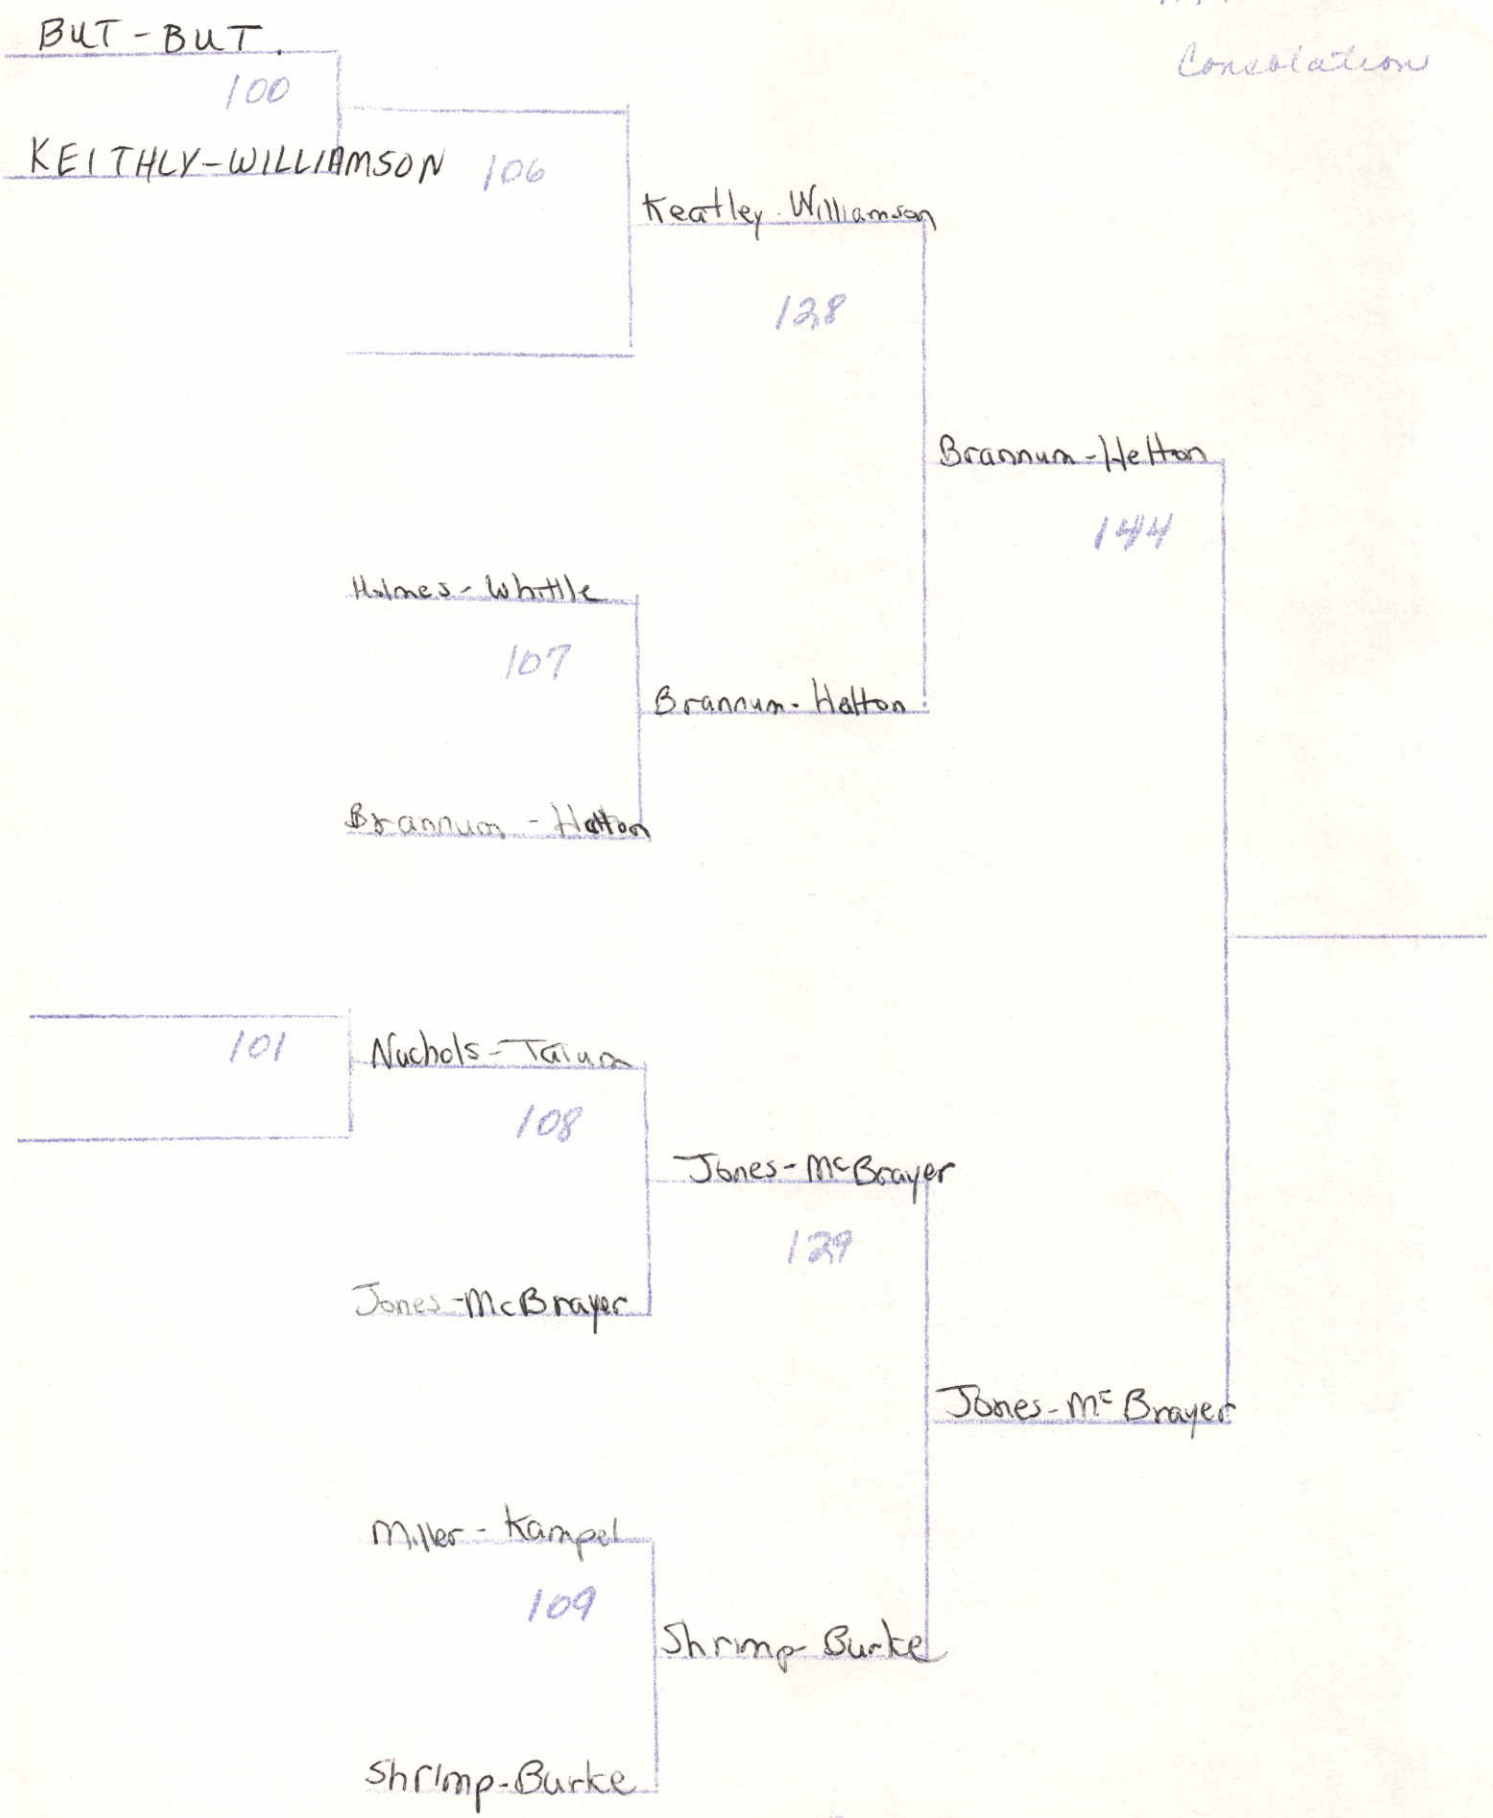 BUT - BUT.
Consolation
100
KEITHLY-WILLIAMSON
106
Keatley-Williamson
128
Brannum-Helton
144
Holmes-Whittle
107
Brannum-Helton
Brannum-Helton
101
Nuchols-Tatum
108
Jones-McBrayer
129
Jones-McBrayer
Jones-McBrayer
Miller-Kampel
109
Shrimp-Burke
Shrimp-Burke